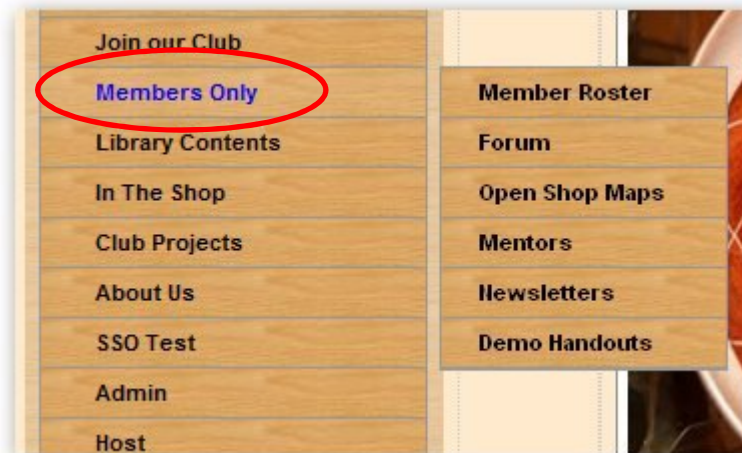 Join our Club
Members Only
Library Contents
In The Shop
Club Projects
About Us
SSO Test
Admin
Host
Member Roster
Forum
Open Shop Maps
Mentors
Newsletters
Demo Handouts